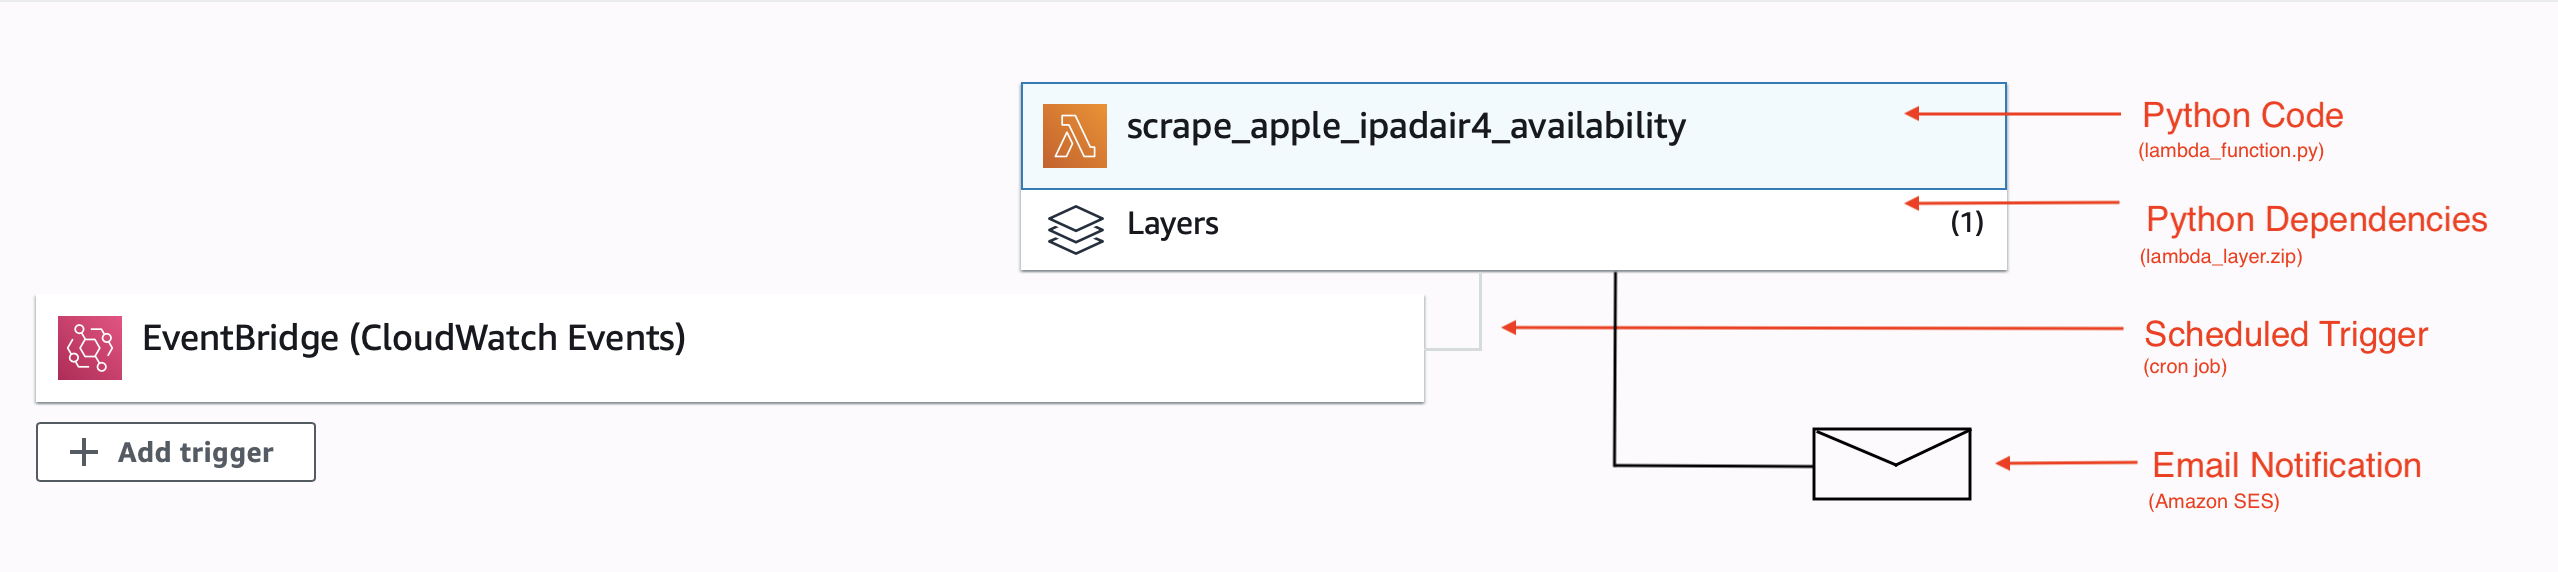 scrape_apple_ipadair4_availability
Python Code
(lambda_function.py)
Layers
(1)
Python Dependencies
(lambda_layer.zip)
EventBridge (CloudWatch Events)
Scheduled Trigger
(cron job)
Add trigger
Email Notification
(Amazon SES)